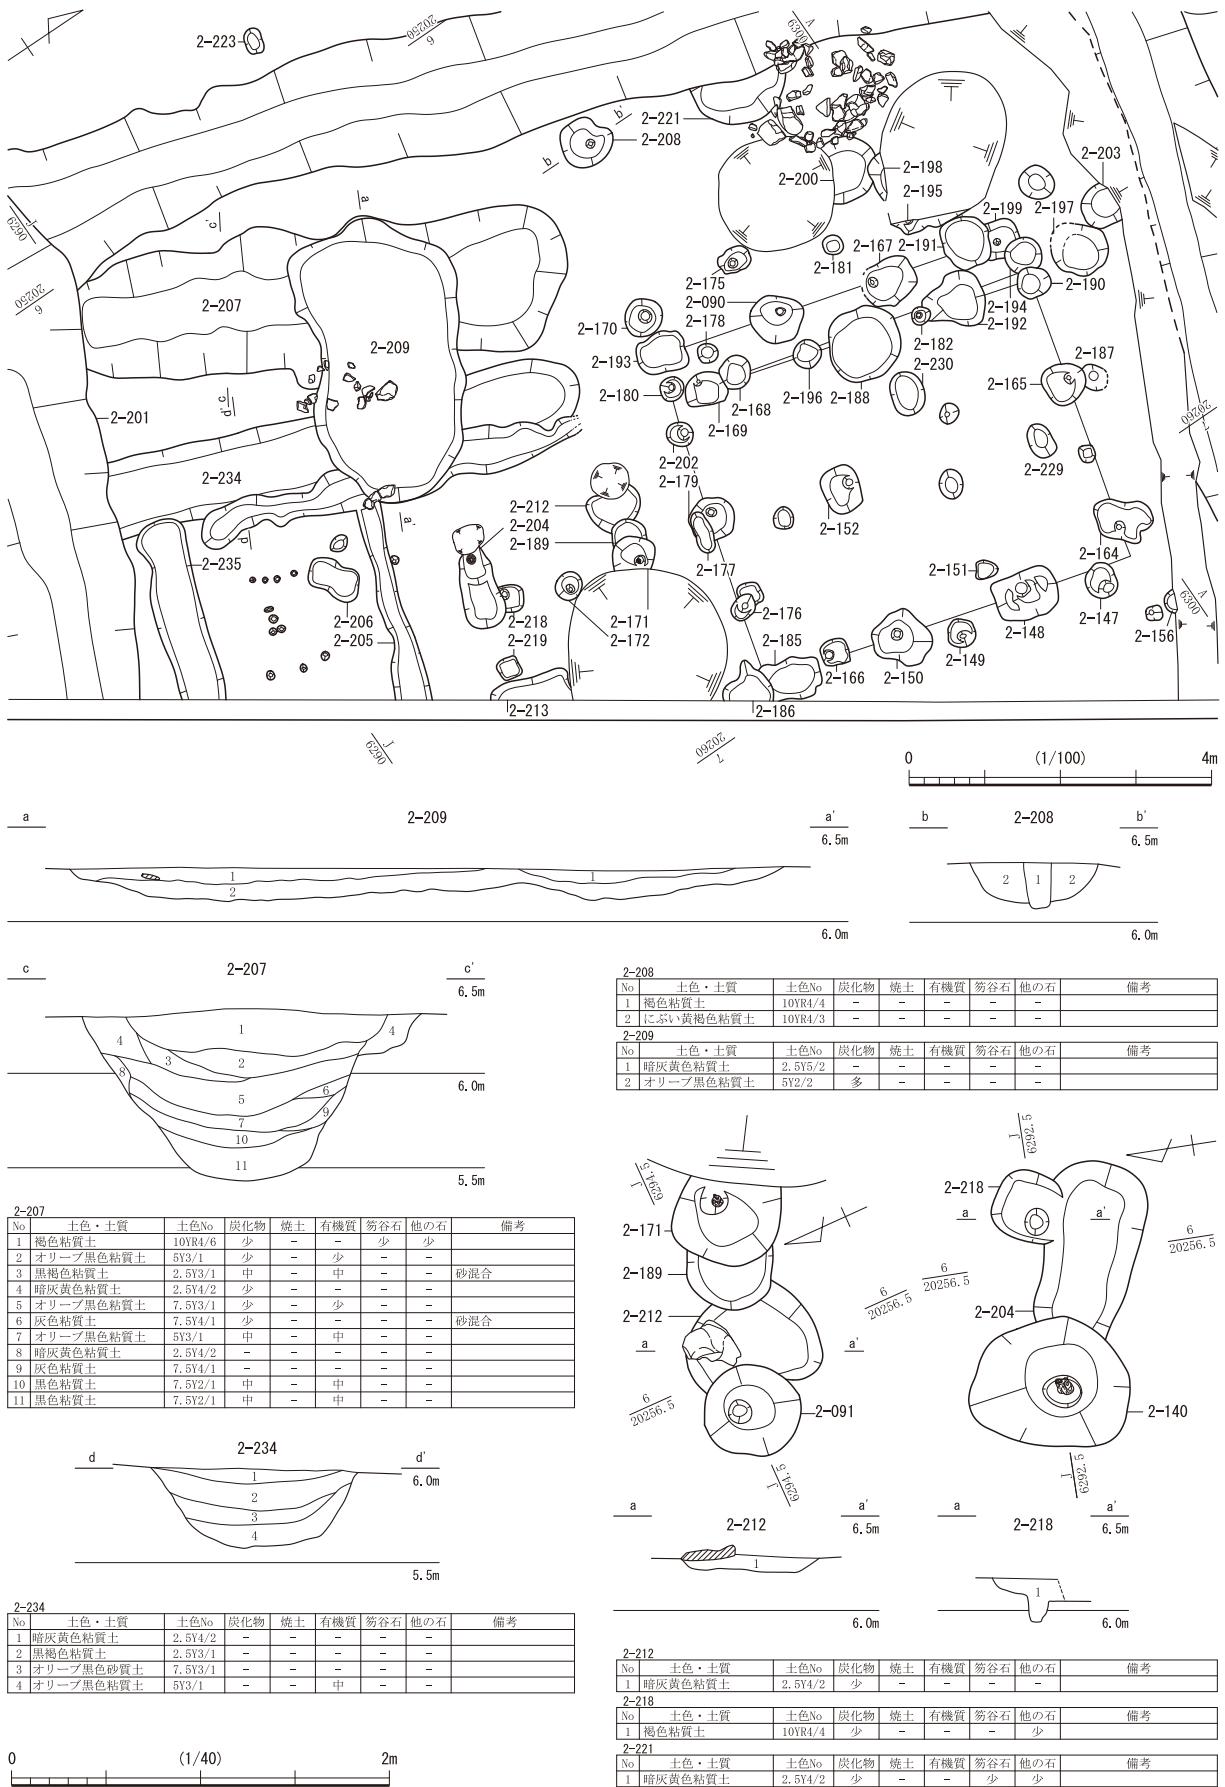 2-223
20250
6
A
6300
2-221
b'
2-208
b
2-200
2-198
2-195
2-203
2-199
2-197
J
6290
20250
6
c'
a
2-207
2-209
2-201
c
d'
2-234
2-175
2-181
2-167
2-191
2-090
2-170
2-178
2-193
2-180
2-168
2-169
2-196
2-188
2-182
2-192
2-194
2-190
2-230
2-165
2-187
20260
7
2-202
2-179
2-229
2-152
2-212
2-204
2-189
a'
d
2-235
2-177
2-151
2-164
2-206
2-205
2-218
2-219
2-171
2-172
2-176
2-185
2-166
2-150
2-149
2-148
2-147
2-156
A
6300
2-213
2-186
J
6290
20260
7
0 (1/100) 4m
a 2-209 a'
6.5m
1
1
2
6.0m
b 2-208 b'
6.5m
2 1 2
6.0m
c 2-207 c'
6.5m
1
4 4
3 2
8
6.0m
5 6
7 9
10
11
5.5m
2-208
No 土色・土質 土色No 炭化物 焼土 有機質 笏谷石 他の石 備考
1 褐色粘質土 10YR4/4 - - - - -
2 にぶい黄褐色粘質土 10YR4/3 - - - - -
2-209
No 土色・土質 土色No 炭化物 焼土 有機質 笏谷石 他の石 備考
1 暗灰黄色粘質土 2.5Y5/2 - - - - -
2 オリーブ黒色粘質土 5Y2/2 多 - - - -
2-207
No 土色・土質 土色No 炭化物 焼土 有機質 笏谷石 他の石 備考
1 褐色粘質土 10YR4/6 少 - - 少 少
2 オリーブ黒色粘質土 5Y3/1 少 - 少 - -
3 黒褐色粘質土 2.5Y3/1 中 - 中 - - 砂混合
4 暗灰黄色粘質土 2.5Y4/2 少 - - - -
5 オリーブ黒色粘質土 7.5Y3/1 少 - 少 - -
6 灰色粘質土 7.5Y4/1 少 - - - - 砂混合
7 オリーブ黒色粘質土 5Y3/1 中 - 中 - -
8 暗灰黄色粘質土 2.5Y4/2 - - - - -
9 灰色粘質土 7.5Y4/1 - - - - -
10 黒色粘質土 7.5Y2/1 中 - 中 - -
11 黒色粘質土 7.5Y2/1 中 - 中 - -
J
6294.5
2-171
2-189
2-212
a a'
6
20256.5
6
20256.5
2-091
J
6294.5
J
6292.5
2-218
a a'
6
20256.5
6
20256.5
2-204
2-140
J
6292.5
d 2-234 d'
6.0m
1
2
3
4
5.5m
a 2-212 a'
6.5m
1
6.0m
a 2-218 a'
6.5m
1
6.0m
2-234
No 土色・土質 土色No 炭化物 焼土 有機質 笏谷石 他の石 備考
1 暗灰黄色粘質土 2.5Y4/2 - - - - -
2 黒褐色粘質土 2.5Y3/1 - - - - -
3 オリーブ黒色砂質土 7.5Y3/1 - - - - -
4 オリーブ黒色粘質土 5Y3/1 - - 中 - -
2-212
No 土色・土質 土色No 炭化物 焼土 有機質 笏谷石 他の石 備考
1 暗灰黄色粘質土 2.5Y4/2 少 - - - -
2-218
No 土色・土質 土色No 炭化物 焼土 有機質 笏谷石 他の石 備考
1 褐色粘質土 10YR4/4 少 - - - 少
2-221
No 土色・土質 土色No 炭化物 焼土 有機質 笏谷石 他の石 備考
1 暗灰黄色粘質土 2.5Y4/2 少 - - 少 少
0 (1/40) 2m